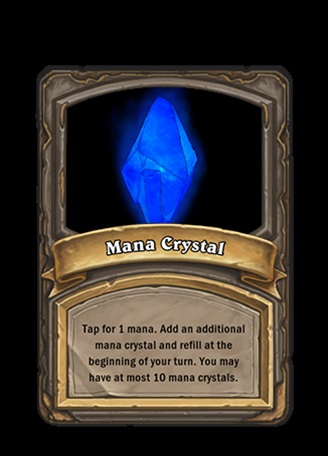 Mana Crystal
Tap for 1 mana. Add an additional
mana crystal and refill at the
beginning of your turn. You may
have at most 10 mana crystals.